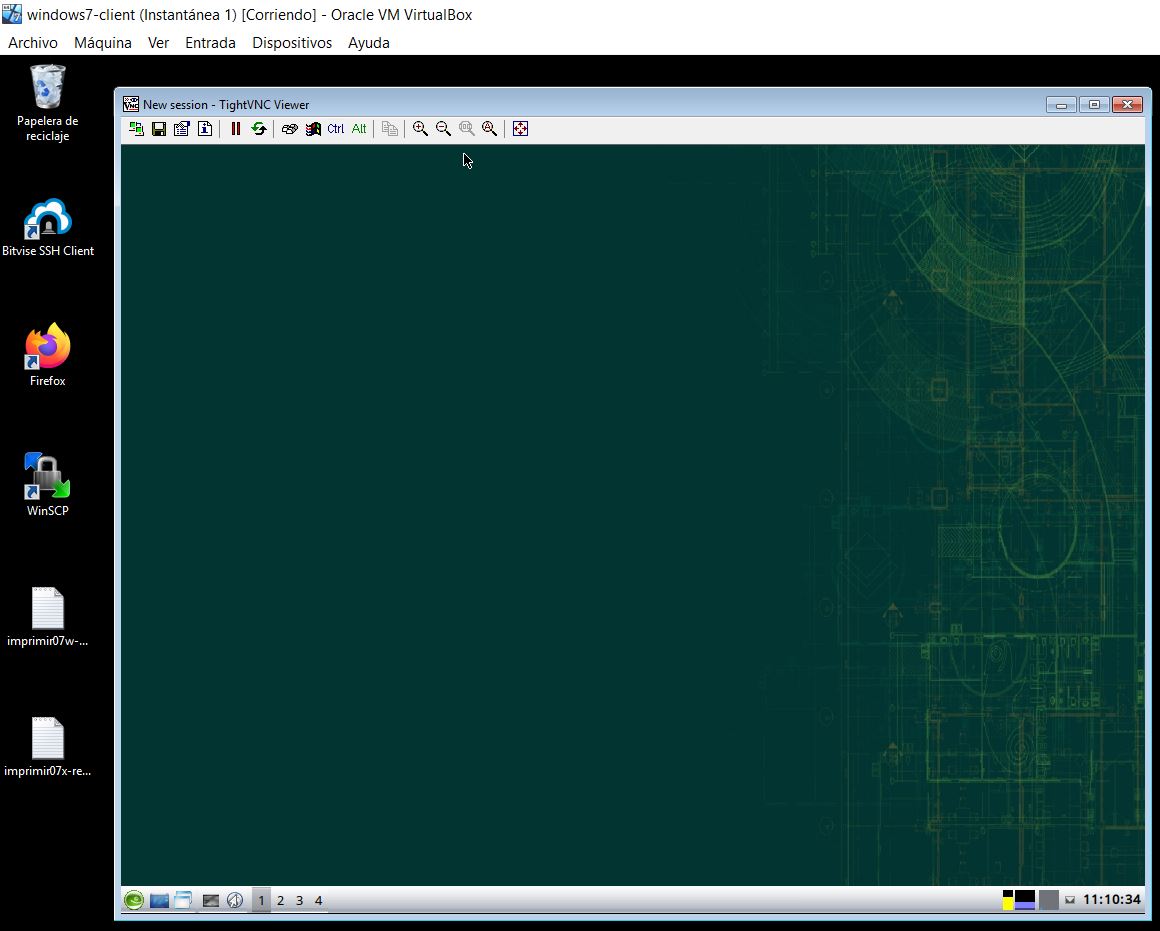 windows7-client (Instantánea 1) [Corriendo] - Oracle VM VirtualBox
Archivo Máquina Ver Entrada Dispositivos Ayuda
Papelera de
reciclaje
Bitvise SSH Client
Firefox
WinSCP
imprimir07w-...
imprimir07x-re...
New session - TightVNC Viewer
Ctrl Alt
1 2 3 4
11:10:34